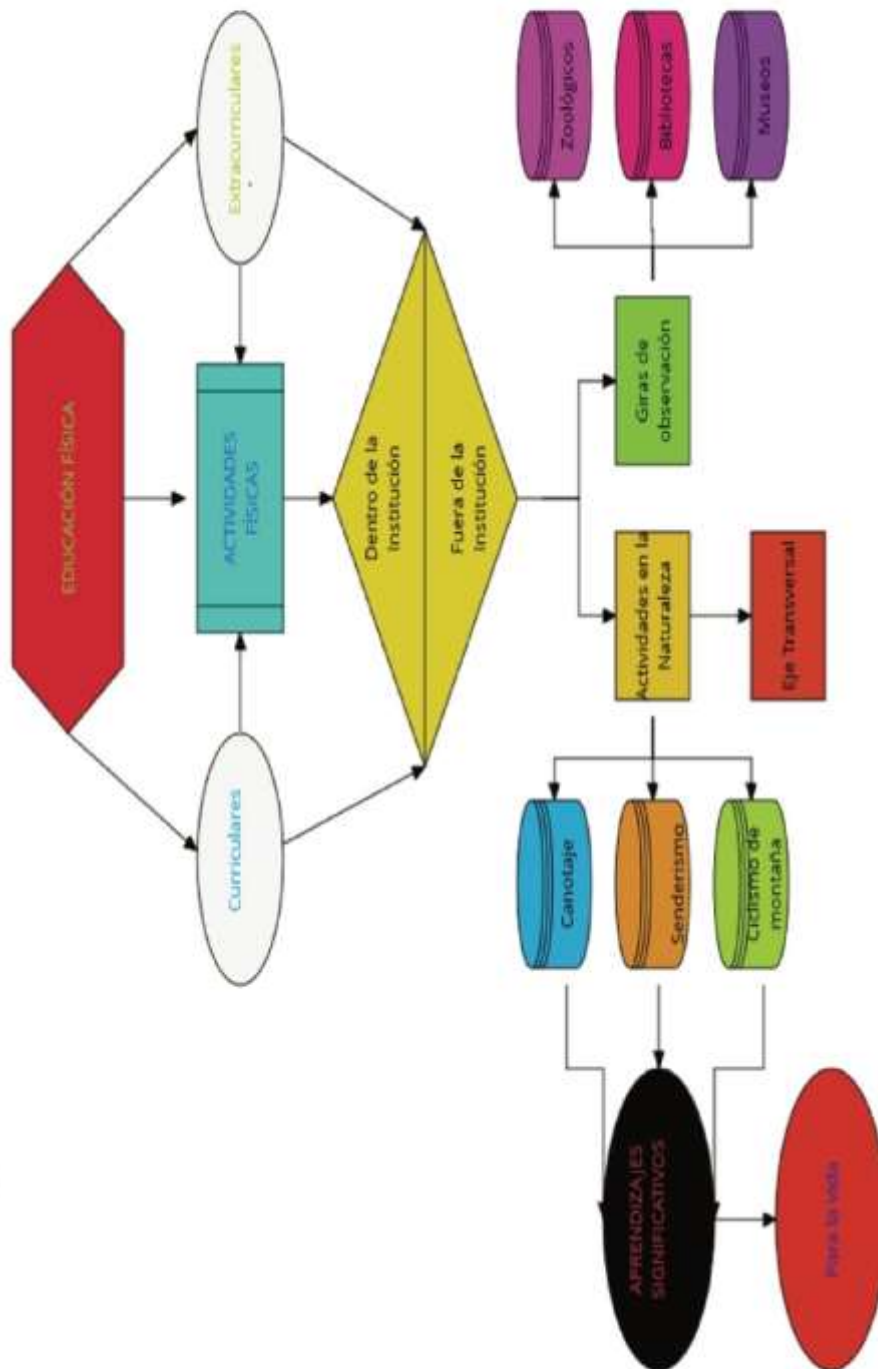 EDUCACIÓN FÍSICA
Curriculares
Extracurriculares
.
ACTIVIDADES
FÍSICAS
Dentro de la
Institución
Fuera de la
Institución
Actividades en la
Naturaleza
Giras de
observación
Canotaje
Senderismo
Ciclismo de
montaña
Eje Transversal
Zoológicos
Bibliotecas
Museos
APRENDIZAJES
SIGNIFICATIVOS
Para la vida